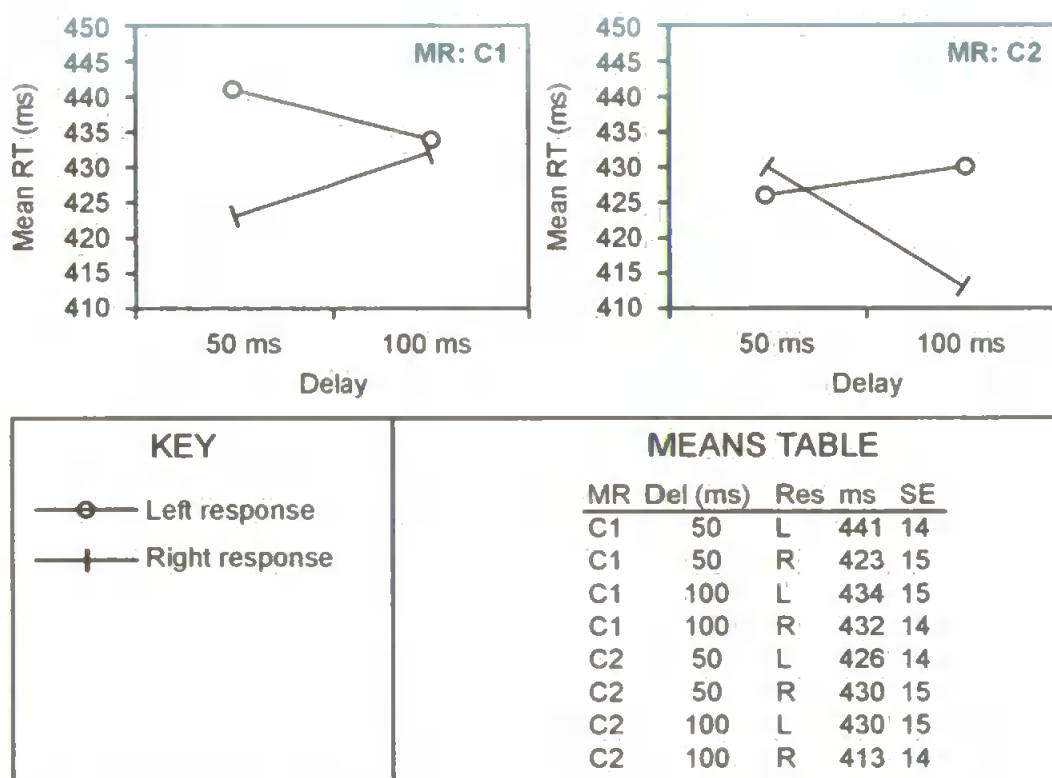 MR: C1
450
445
440
435
430
425
420
415
410
Mean RT (ms)
50 ms 100 ms
Delay
MR: C2
450
445
440
435
430
425
420
415
410
Mean RT (ms)
50 ms 100 ms
Delay
KEY
Left response
Right response
MEANS TABLE
MR Del (ms) Res ms SE
C1 50 L 441 14
C1 50 R 423 15
C1 100 L 434 15
C1 100 R 432 14
C2 50 L 426 14
C2 50 R 430 15
C2 100 L 430 15
C2 100 R 413 14